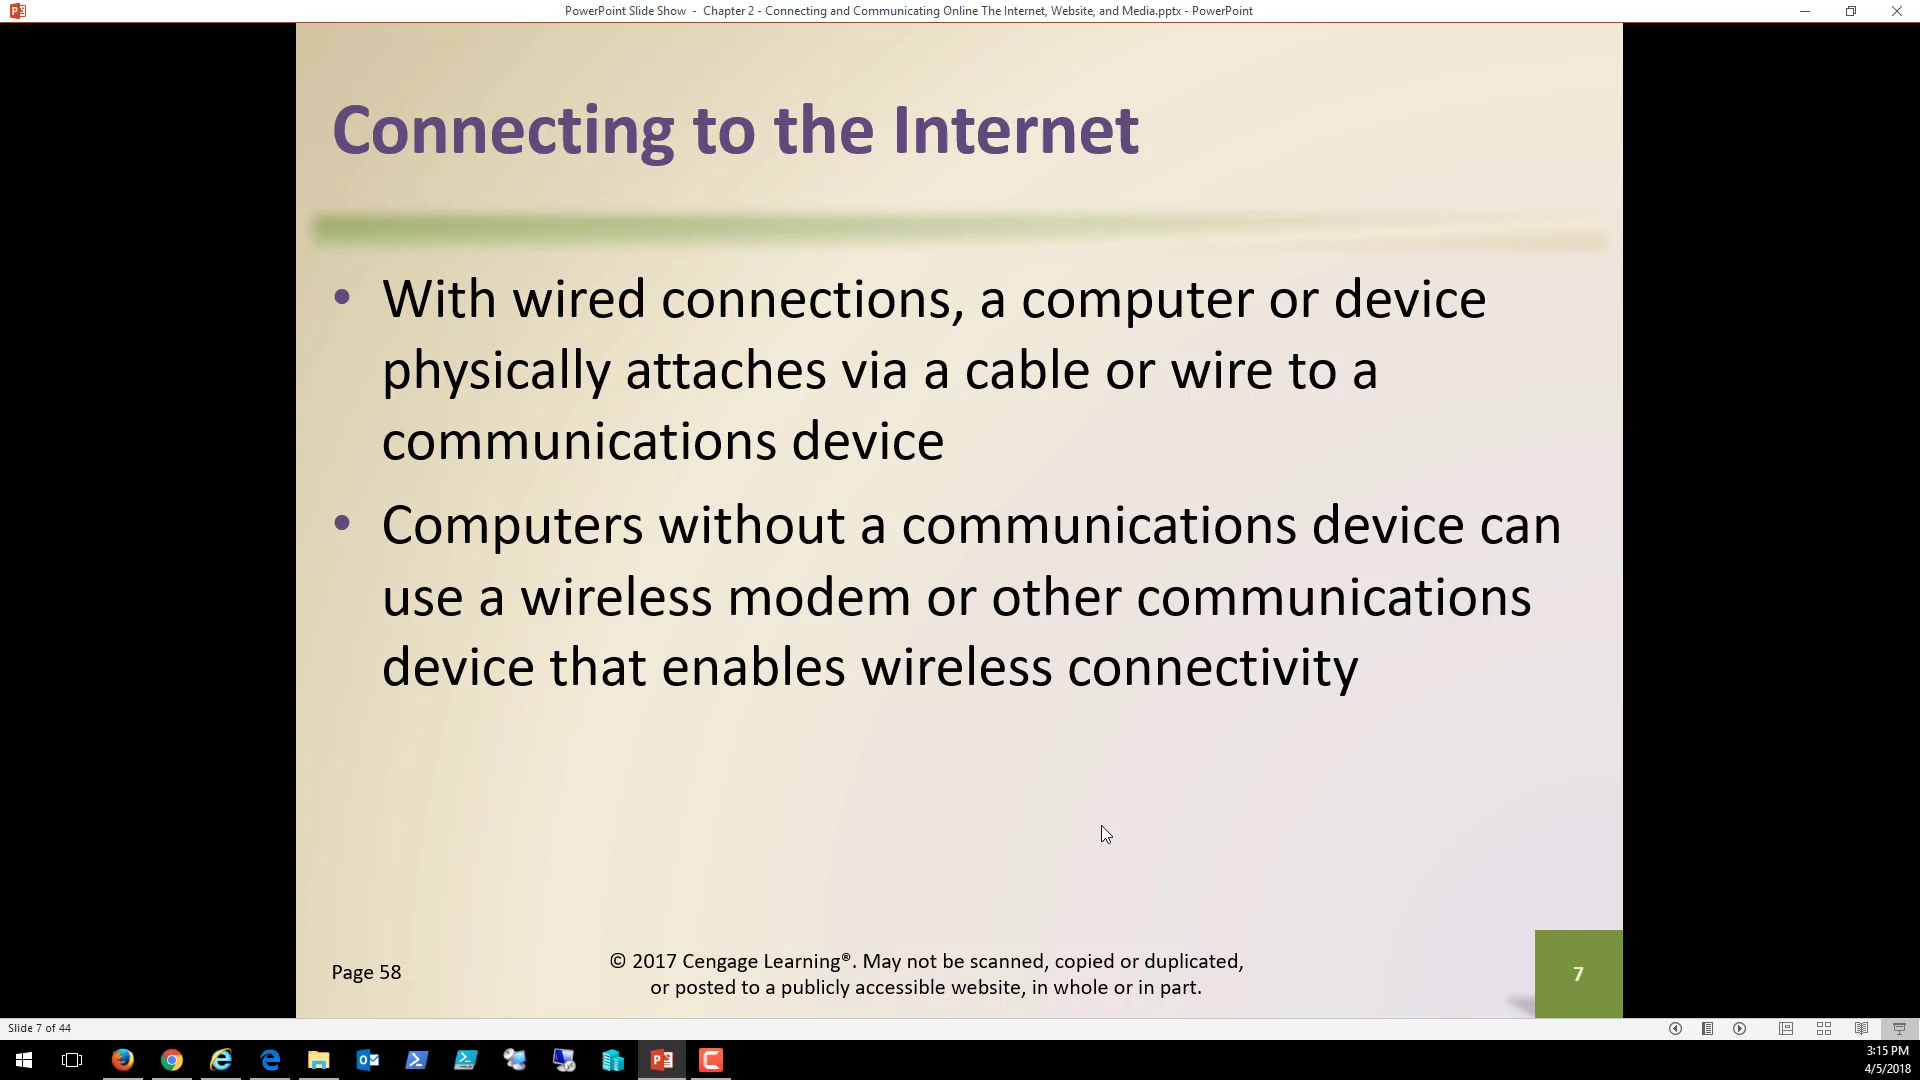 PowerPoint Slide Show - Chapter 2 - Connecting and Communicating Online The Internet, Website, and Media.pptx - PowerPoint
Connecting to the Internet
• With wired connections, a computer or device
physically attaches via a cable or wire to a
communications device
• Computers without a communications device can
use a wireless modem or other communications
device that enables wireless connectivity
Page 58
© 2017 Cengage Learning®. May not be scanned, copied or duplicated,
or posted to a publicly accessible website, in whole or in part.
7
Slide 7 of 44
3:15 PM
4/5/2018